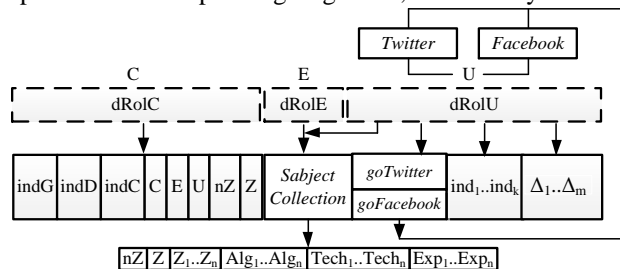 Twitter Facebook
C E U
dRolC dRolE dRolU
indG indD indC C E U nZ Z Sabject Collection goTwitter goFacebook ind₁..indₖ Δ₁..Δₘ
nZ Z Z₁..Zₙ Alg₁..Algₙ Tech₁..Techₙ Exp₁..Expₙ